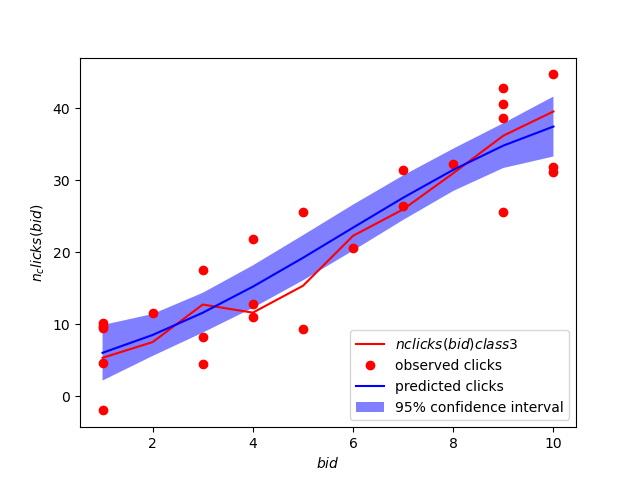 40
30
20
10
0
n_clicks(bid)
nclicks(bid)class3
observed clicks
predicted clicks
95% confidence interval
2 4 6 8 10
bid